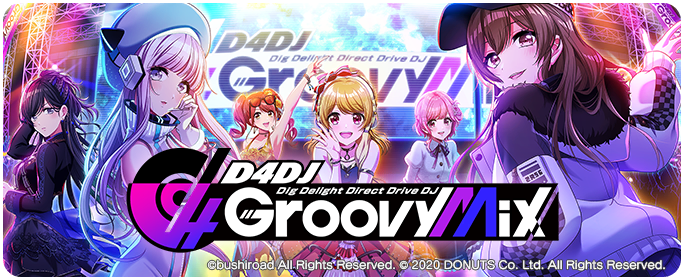 D4DJ
Dig Delight Direct Drive DJ
GroovyMix
D4DJ
Dig Delight Direct Drive DJ
GroovyMix
©bushiroad All Rights Reserved. © 2020 DONUTS Co. Ltd. All Rights Reserved.